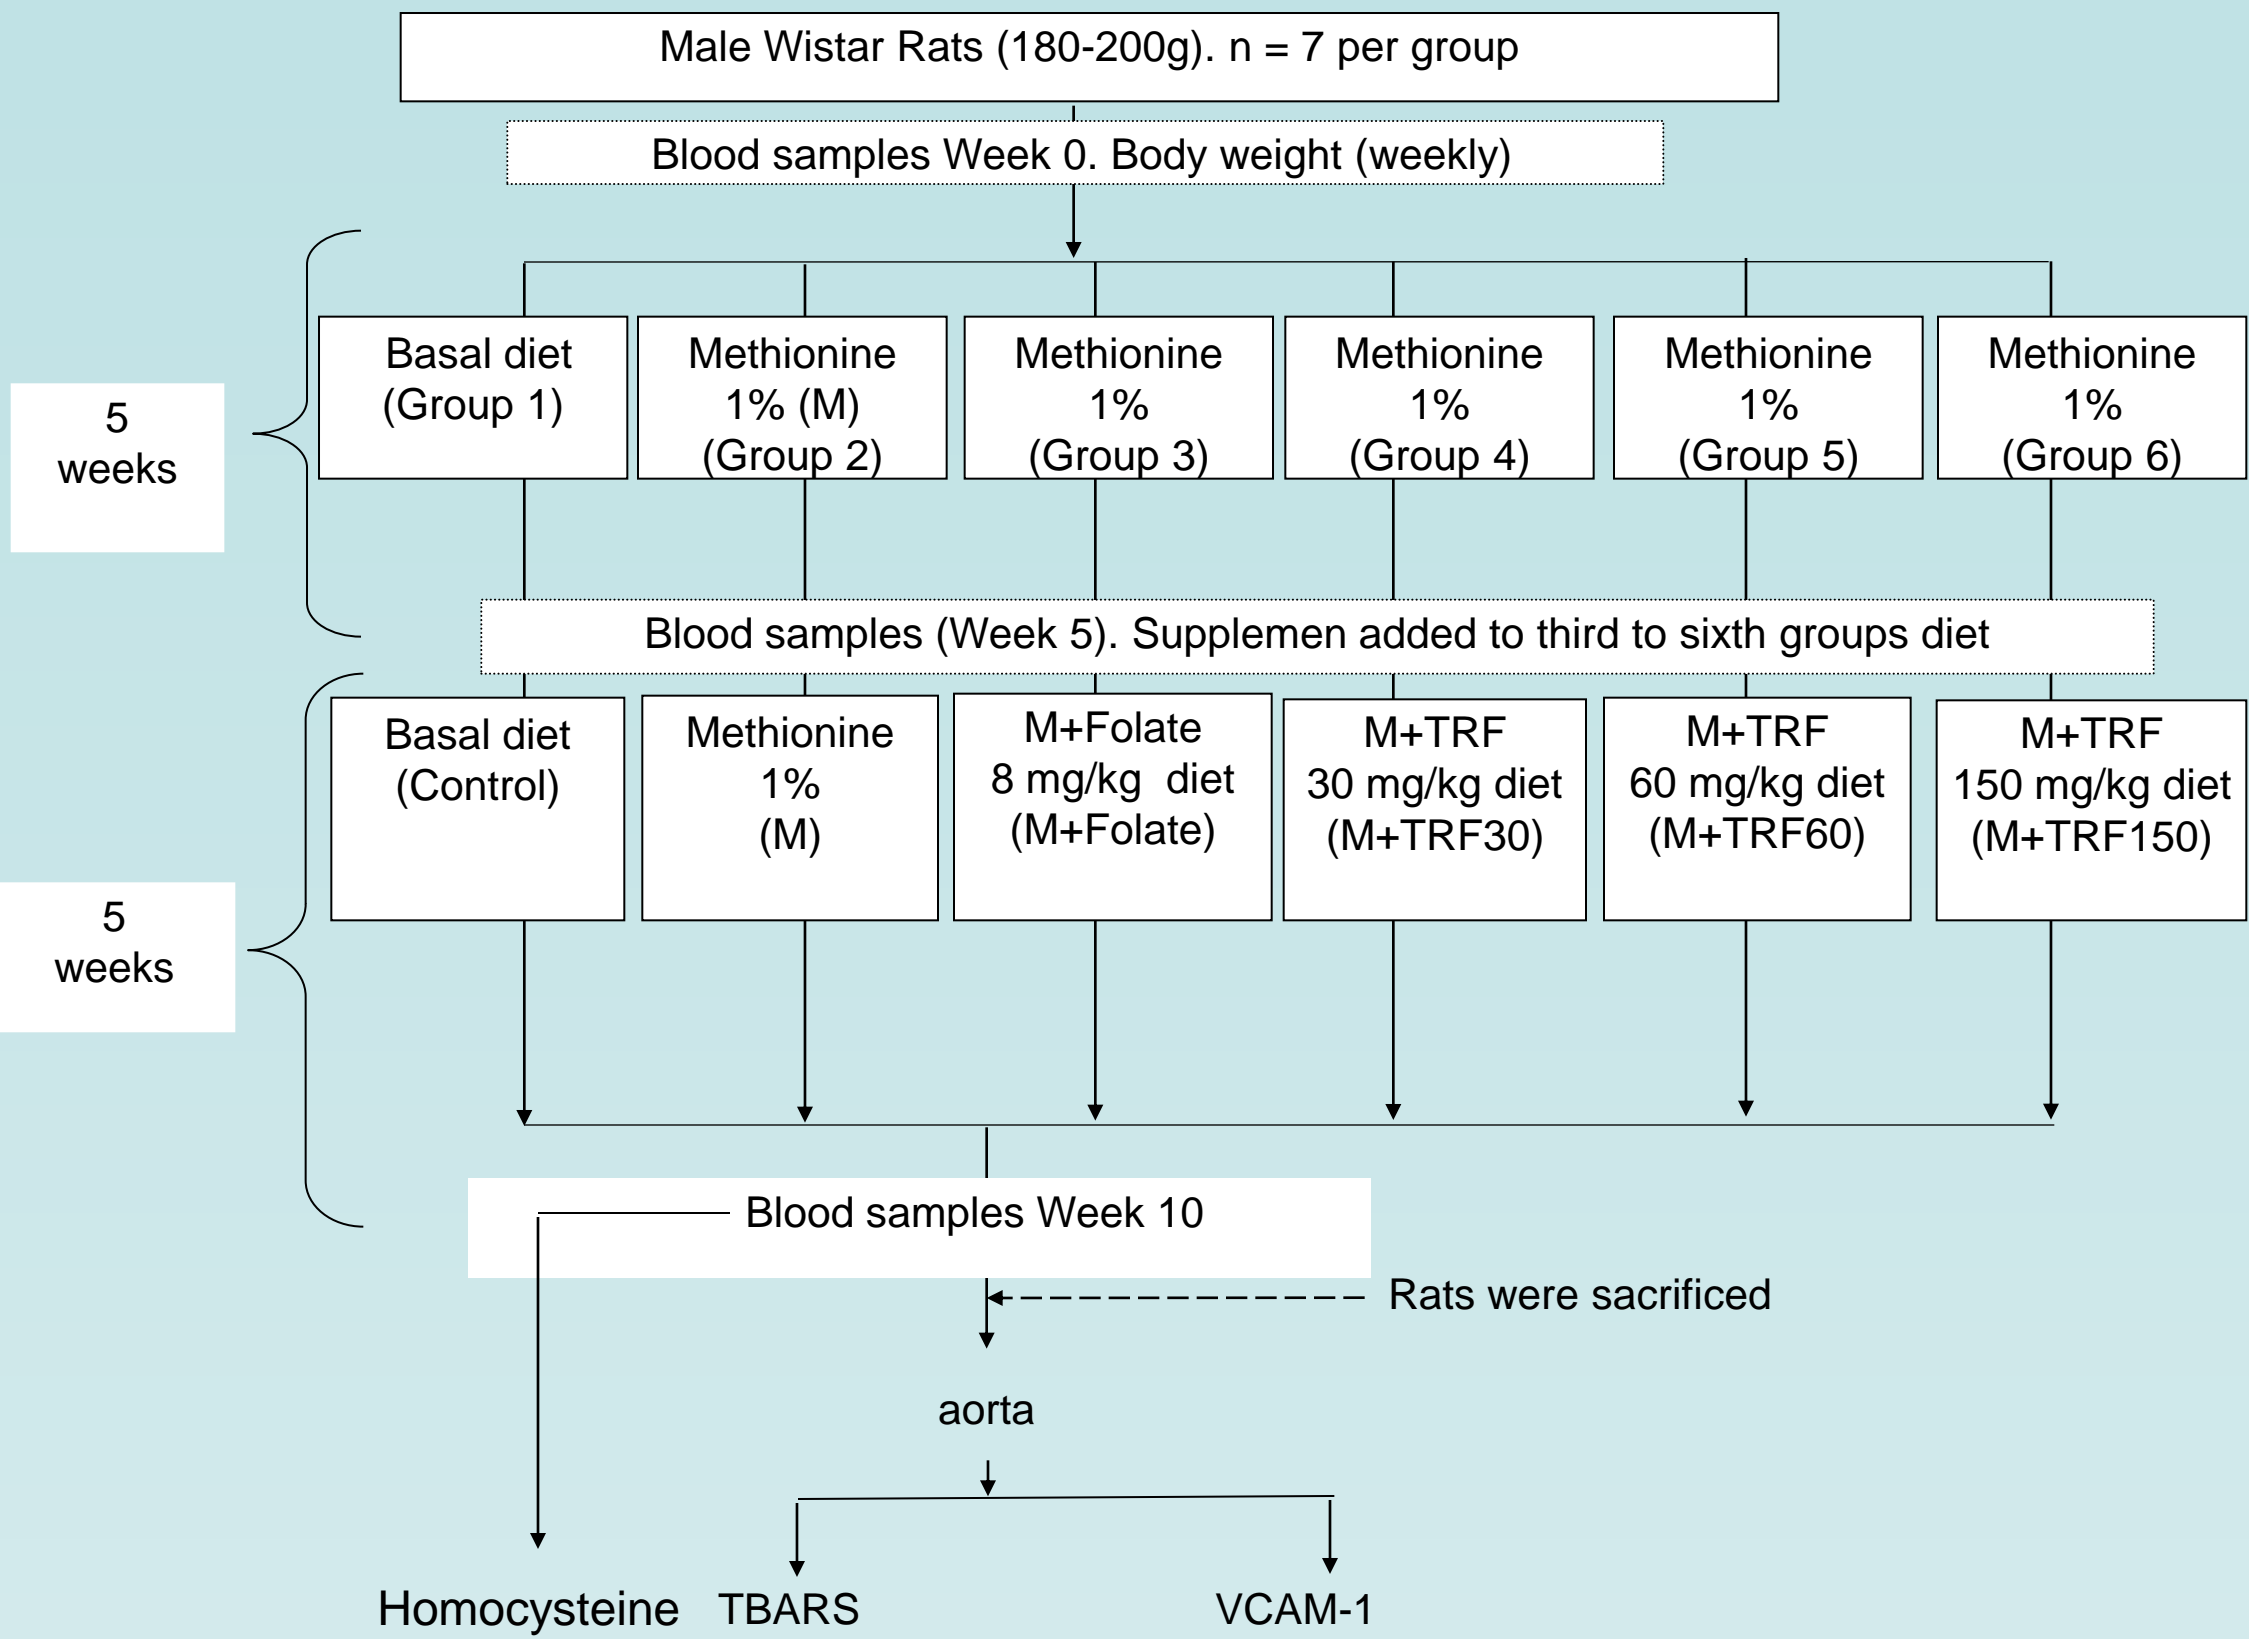 Male Wistar Rats (180-200g). n = 7 per group
Blood samples Week 0. Body weight (weekly)
5
weeks
Basal diet
(Group 1)
Methionine
1% (M)
(Group 2)
Methionine
1%
(Group 3)
Methionine
1%
(Group 4)
Methionine
1%
(Group 5)
Methionine
1%
(Group 6)
Blood samples (Week 5). Supplemen added to third to sixth groups diet
5
weeks
Basal diet
(Control)
Methionine
1%
(M)
M+Folate
8 mg/kg  diet
(M+Folate)
M+TRF
30 mg/kg diet
(M+TRF30)
M+TRF
60 mg/kg diet
(M+TRF60)
M+TRF
150 mg/kg diet
(M+TRF150)
Blood samples Week 10
Rats were sacrificed
aorta
Homocysteine
TBARS
VCAM-1